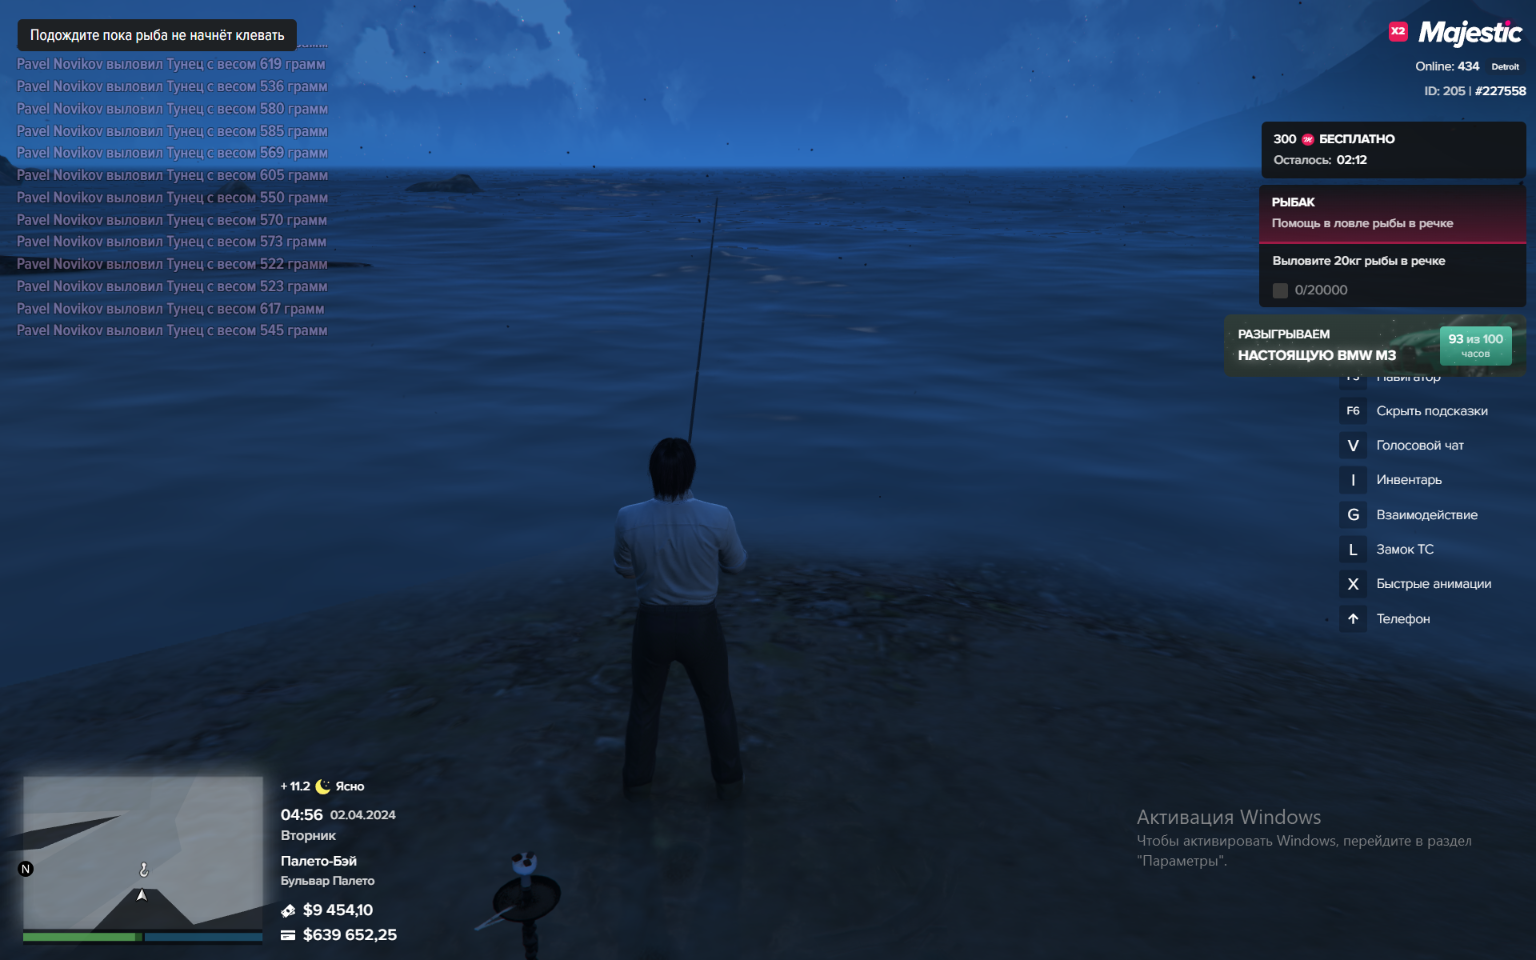 Подождите пока рыба не начнёт клевать
Pavel Novikov выловил Тунец с весом 619 грамм
Pavel Novikov выловил Тунец с весом 536 грамм
Pavel Novikov выловил Тунец с весом 580 грамм
Pavel Novikov выловил Тунец с весом 585 грамм
Pavel Novikov выловил Тунец с весом 569 грамм
Pavel Novikov выловил Тунец с весом 605 грамм
Pavel Novikov выловил Тунец с весом 550 грамм
Pavel Novikov выловил Тунец с весом 570 грамм
Pavel Novikov выловил Тунец с весом 573 грамм
Pavel Novikov выловил Тунец с весом 522 грамм
Pavel Novikov выловил Тунец с весом 523 грамм
Pavel Novikov выловил Тунец с весом 617 грамм
Pavel Novikov выловил Тунец с весом 545 грамм
X2 Majestic
Online: 434 Detroit
ID: 205 | #227558
300 БЕСПЛАТНО
Осталось: 02:12
РЫБАК
Помощь в ловле рыбы в речке
Выловите 20кг рыбы в речке
0/20000
РАЗЫГРЫВАЕМ
НАСТОЯЩУЮ BMW M3
93 из 100
часов
Навигатор
F6 Скрыть подсказки
V Голосовой чат
I Инвентарь
G Взаимодействие
L Замок ТС
X Быстрые анимации
Телефон
+ 11.2 Ясно
04:56 02.04.2024
Вторник
Палето-Бэй
Бульвар Палето
$9 454,10
$639 652,25
N
Активация Windows
Чтобы активировать Windows, перейдите в раздел
"Параметры".